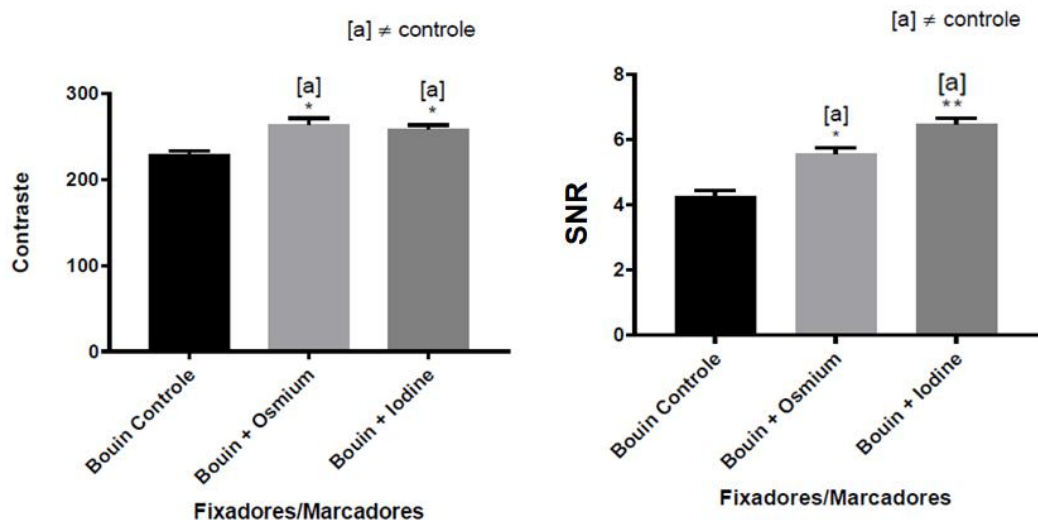 [a] ≠ controle
[a]
*
[a]
*
300
200
100
0
Contraste
Bouin Controle
Bouin + Osmium
Bouin + Iodine
Fixadores/Marcadores
[a] ≠ controle
[a]
*
[a]
**
8
6
4
2
0
SNR
Bouin Controle
Bouin + Osmium
Bouin + Iodine
Fixadores/Marcadores